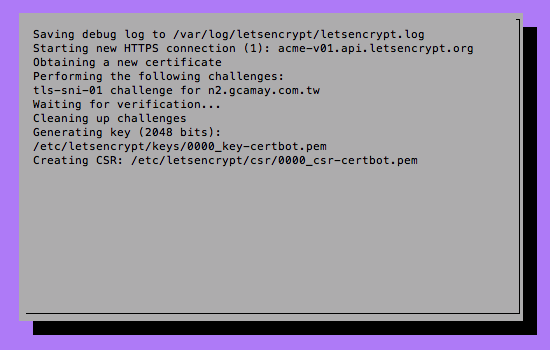 Saving debug log to /var/log/letsencrypt/letsencrypt.log
Starting new HTTPS connection (1): acme-v01.api.letsencrypt.org
Obtaining a new certificate
Performing the following challenges:
tls-sni-01 challenge for n2.gcamay.com.tw
Waiting for verification...
Cleaning up challenges
Generating key (2048 bits):
/etc/letsencrypt/keys/0000_key-certbot.pem
Creating CSR: /etc/letsencrypt/csr/0000_csr-certbot.pem